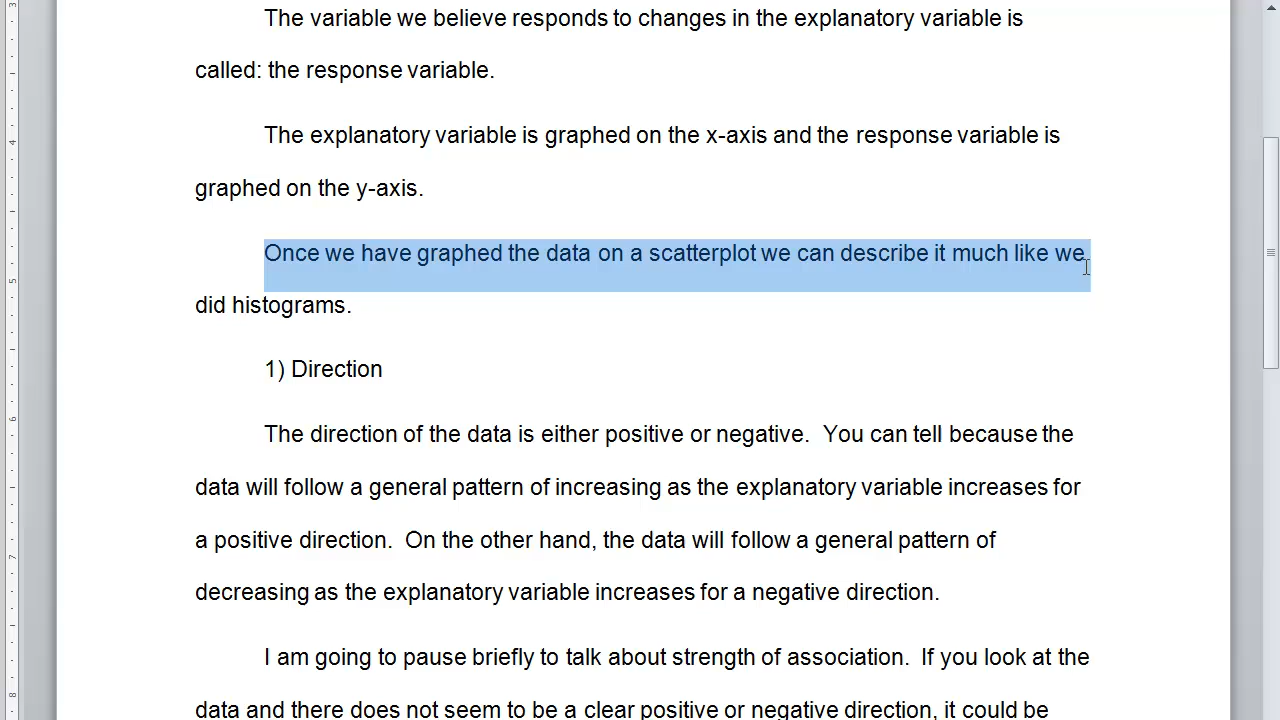 The variable we believe responds to changes in the explanatory variable is
called: the response variable.
The explanatory variable is graphed on the x-axis and the response variable is
graphed on the y-axis.
Once we have graphed the data on a scatterplot we can describe it much like we
did histograms.
1) Direction
The direction of the data is either positive or negative.  You can tell because the
data will follow a general pattern of increasing as the explanatory variable increases for
a positive direction.  On the other hand, the data will follow a general pattern of
decreasing as the explanatory variable increases for a negative direction.
I am going to pause briefly to talk about strength of association.  If you look at the
data and there does not seem to be a clear positive or negative direction, it could be
3
4
5
6
7
8